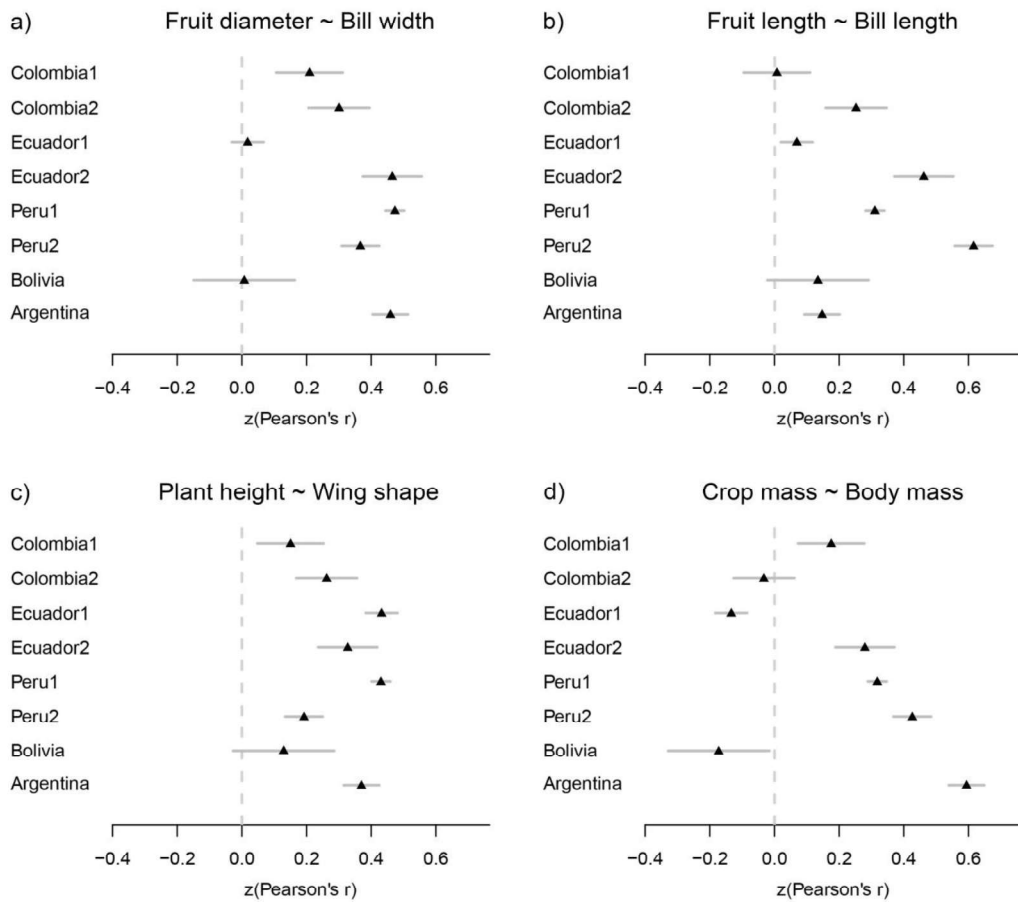 a) Fruit diameter ~ Bill width
Colombia1
Colombia2
Ecuador1
Ecuador2
Peru1
Peru2
Bolivia
Argentina
−0.4 −0.2 0.0 0.2 0.4 0.6
z(Pearson's r)
b) Fruit length ~ Bill length
Colombia1
Colombia2
Ecuador1
Ecuador2
Peru1
Peru2
Bolivia
Argentina
−0.4 −0.2 0.0 0.2 0.4 0.6
z(Pearson's r)
c) Plant height ~ Wing shape
Colombia1
Colombia2
Ecuador1
Ecuador2
Peru1
Peru2
Bolivia
Argentina
−0.4 −0.2 0.0 0.2 0.4 0.6
z(Pearson's r)
d) Crop mass ~ Body mass
Colombia1
Colombia2
Ecuador1
Ecuador2
Peru1
Peru2
Bolivia
Argentina
−0.4 −0.2 0.0 0.2 0.4 0.6
z(Pearson's r)